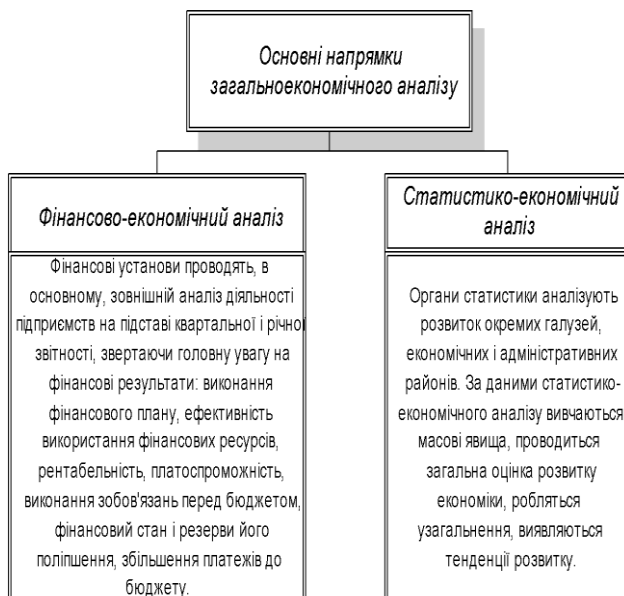 Основні напрямки
загальноекономічного аналізу
Фінансово-економічний аналіз
Фінансові установи проводять, в
основному, зовнішній аналіз діяльності
підприємств на підставі квартальної і річної
звітності, звертаючи головну увагу на
фінансові результати: виконання
фінансового плану, ефективність
використання фінансових ресурсів,
рентабельність, платоспроможність,
виконання зобов'язань перед бюджетом,
фінансовий стан і резерви його
поліпшення, збільшення платежів до
бюджету.
Статистико-економічний
аналіз
Органи статистики аналізують
розвиток окремих галузей,
економічних і адміністративних
районів. За даними статистико-
економічного аналізу вивчаються
масові явища, проводиться
загальна оцінка розвитку
економіки, робляться
узагальнення, виявляються
тенденції розвитку.